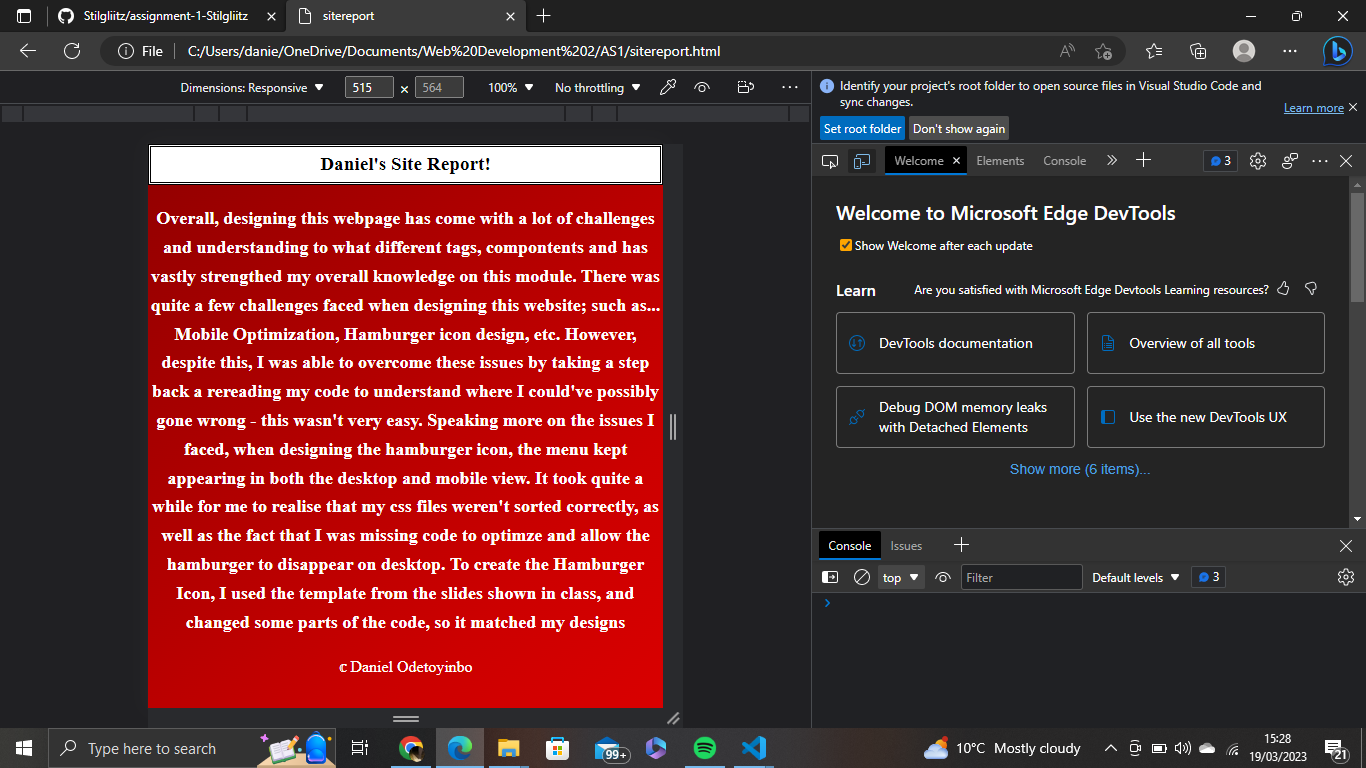 Stilgliitz/assignment-1-Stilgliitz
sitereport
File
C:/Users/danie/OneDrive/Documents/Web%20Development%202/AS1/sitereport.html
Dimensions: Responsive
515
×
564
100%
No throttling
Daniel's Site Report!
Overall, designing this webpage has come with a lot of challenges
and understanding to what different tags, compontents and has
vastly strengthed my overall knowledge on this module. There was
quite a few challenges faced when designing this website; such as...
Mobile Optimization, Hamburger icon design, etc. However,
despite this, I was able to overcome these issues by taking a step
back a rereading my code to understand where I could've possibly
gone wrong - this wasn't very easy. Speaking more on the issues I
faced, when designing the hamburger icon, the menu kept
appearing in both the desktop and mobile view. It took quite a
while for me to realise that my css files weren't sorted correctly, as
well as the fact that I was missing code to optimze and allow the
hamburger to disappear on desktop. To create the Hamburger
Icon, I used the template from the slides shown in class, and
changed some parts of the code, so it matched my designs
© Daniel Odetoyinbo
Identify your project's root folder to open source files in Visual Studio Code and
sync changes.
Learn more
Set root folder
Don't show again
Welcome
Elements
Console
3
Welcome to Microsoft Edge DevTools
Show Welcome after each update
Learn
Are you satisfied with Microsoft Edge Devtools Learning resources?
DevTools documentation
Overview of all tools
Debug DOM memory leaks
with Detached Elements
Use the new DevTools UX
Show more (6 items)...
Console
Issues
top
Filter
Default levels
3
Type here to search
99+
10°C Mostly cloudy
15:28
19/03/2023
21